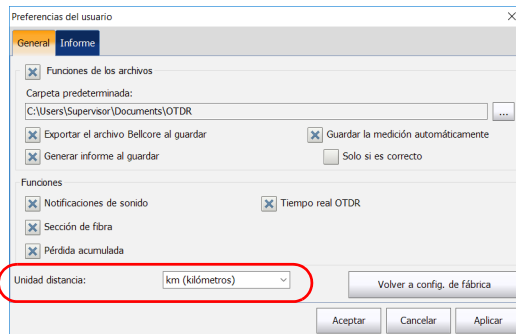 Preferencias del usuario
General Informe
Funciones de los archivos
Carpeta predeterminada:
C:\Users\Supervisor\Documents\OTDR ...
Exportar el archivo Bellcore al guardar Guardar la medición automáticamente
Generar informe al guardar Solo si es correcto
Funciones
Notificaciones de sonido Tiempo real OTDR
Sección de fibra
Pérdida acumulada
Unidad distancia: km (kilómetros) Volver a config. de fábrica
Aceptar Cancelar Aplicar